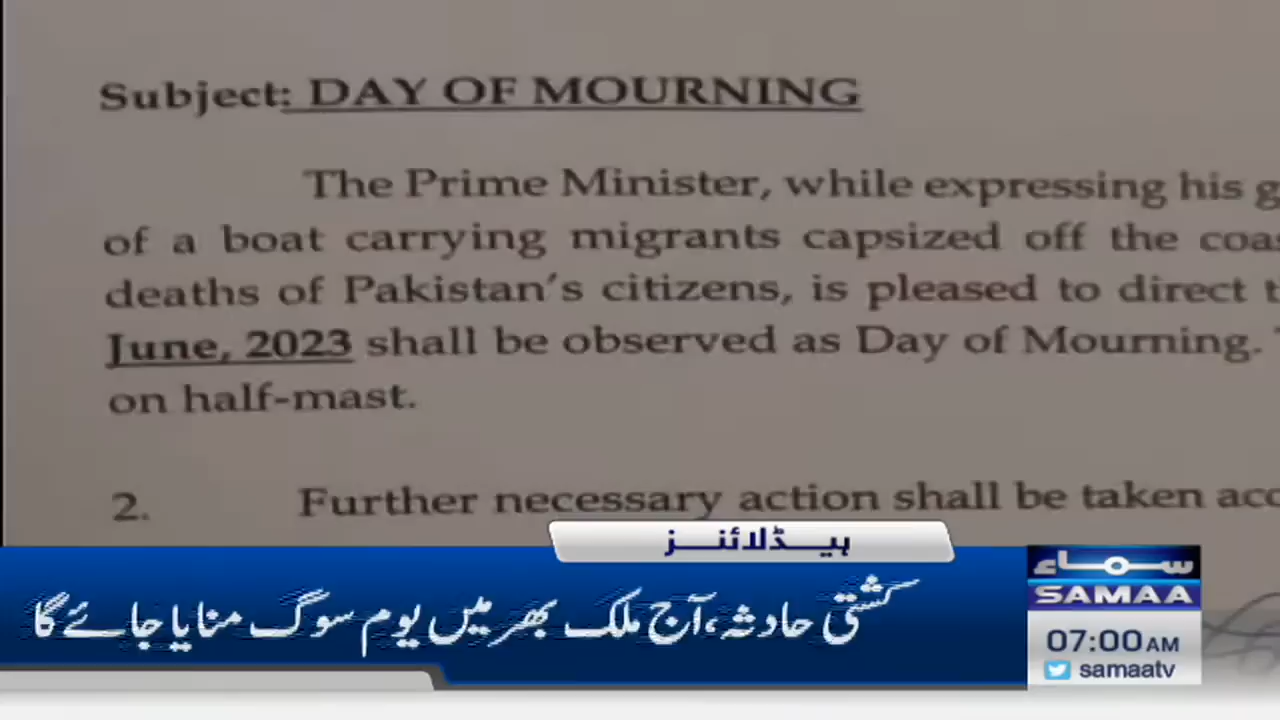 Subject: DAY OF MOURNING
The Prime Minister, while expressing his
of a boat carrying migrants capsized off the
deaths of Pakistan's citizens, is pleased to direct
June, 2023 shall be observed as Day of Mourning.
on half-mast.
2. Further necessary action shall be taken
ہیڈلائنز
کشتی حادثہ، آج ملک بھر میں یوم سوگ منایا جائے گا
سماء
SAMAA
07:00 AM
samaatv